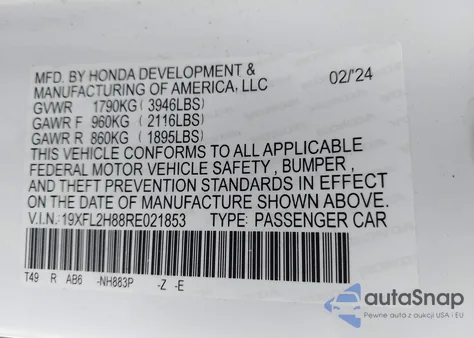 MFD. BY HONDA DEVELOPMENT &
MANUFACTURING OF AMERICA, LLC 02/'24
GVWR 1790KG (3946LBS)
GAWR F 960KG (2116LBS)
GAWR R 860KG (1895LBS)
THIS VEHICLE CONFORMS TO ALL APPLICABLE
FEDERAL MOTOR VEHICLE SAFETY, BUMPER,
AND THEFT PREVENTION STANDARDS IN EFFECT
ON THE DATE OF MANUFACTURE SHOWN ABOVE.
V.I.N.:19XFL2H88RE021853 TYPE: PASSENGER CAR
T49 R AB6 -NH883P -Z -E
autoSnap
Pewne auta z aukcji USA i EU